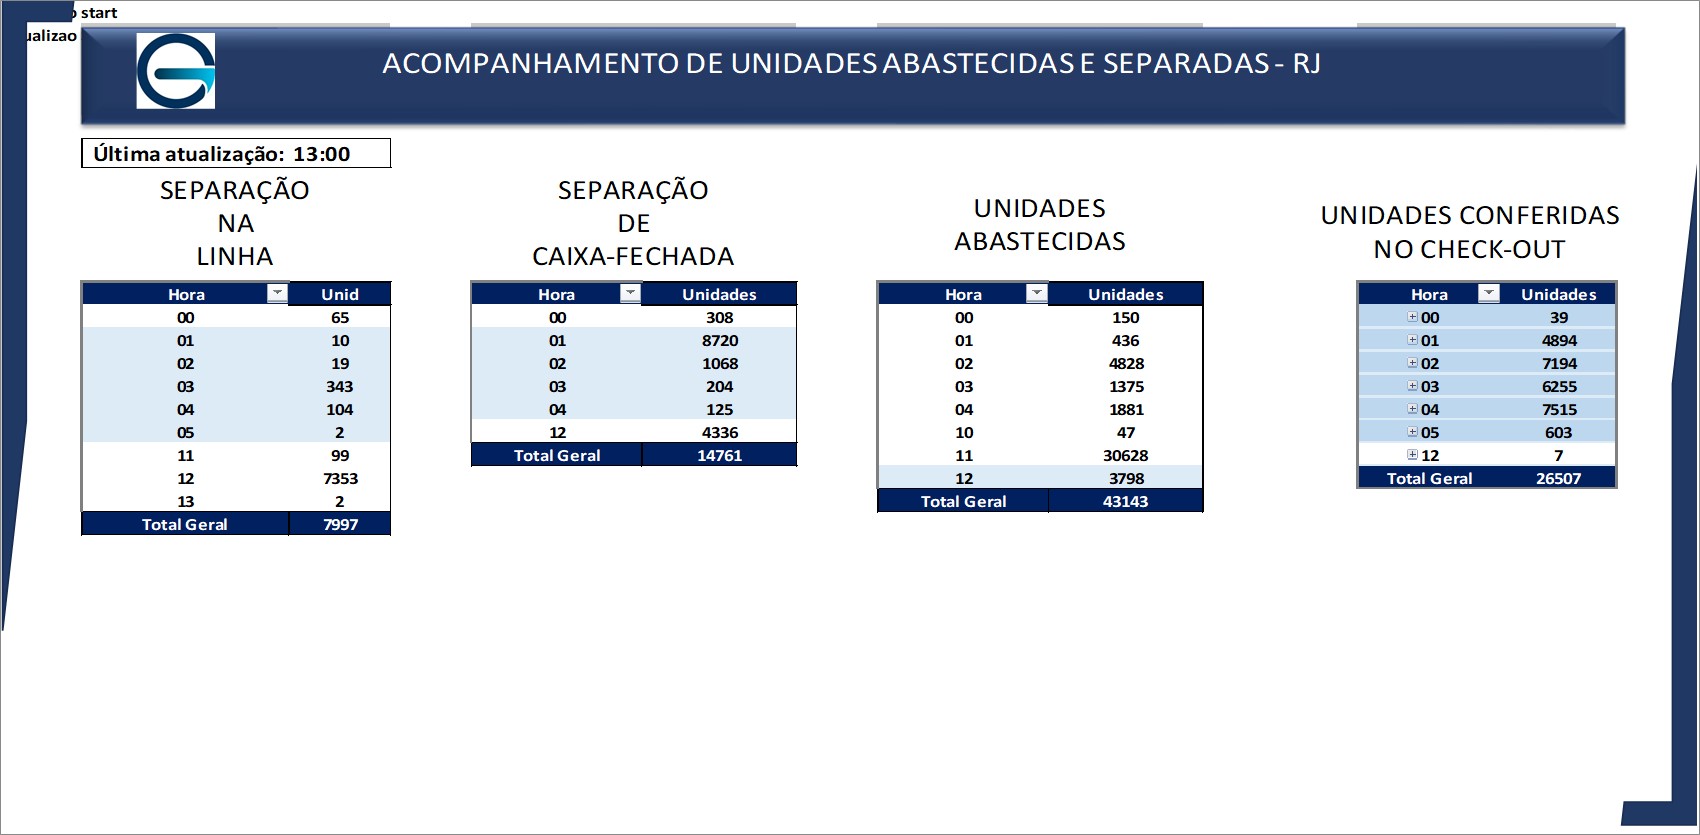 start
ualizao
ACOMPANHAMENTO DE UNIDADES ABASTECIDAS E SEPARADAS - RJ
Última atualização: 13:00
SEPARAÇÃO
NA
LINHA
Hora Unid
00 65
01 10
02 19
03 343
04 104
05 2
11 99
12 7353
13 2
Total Geral 7997
SEPARAÇÃO
DE
CAIXA-FECHADA
Hora Unidades
00 308
01 8720
02 1068
03 204
04 125
12 4336
Total Geral 14761
UNIDADES
ABASTECIDAS
Hora Unidades
00 150
01 436
02 4828
03 1375
04 1881
10 47
11 30628
12 3798
Total Geral 43143
UNIDADES CONFERIDAS
NO CHECK-OUT
Hora Unidades
00 39
01 4894
02 7194
03 6255
04 7515
05 603
12 7
Total Geral 26507